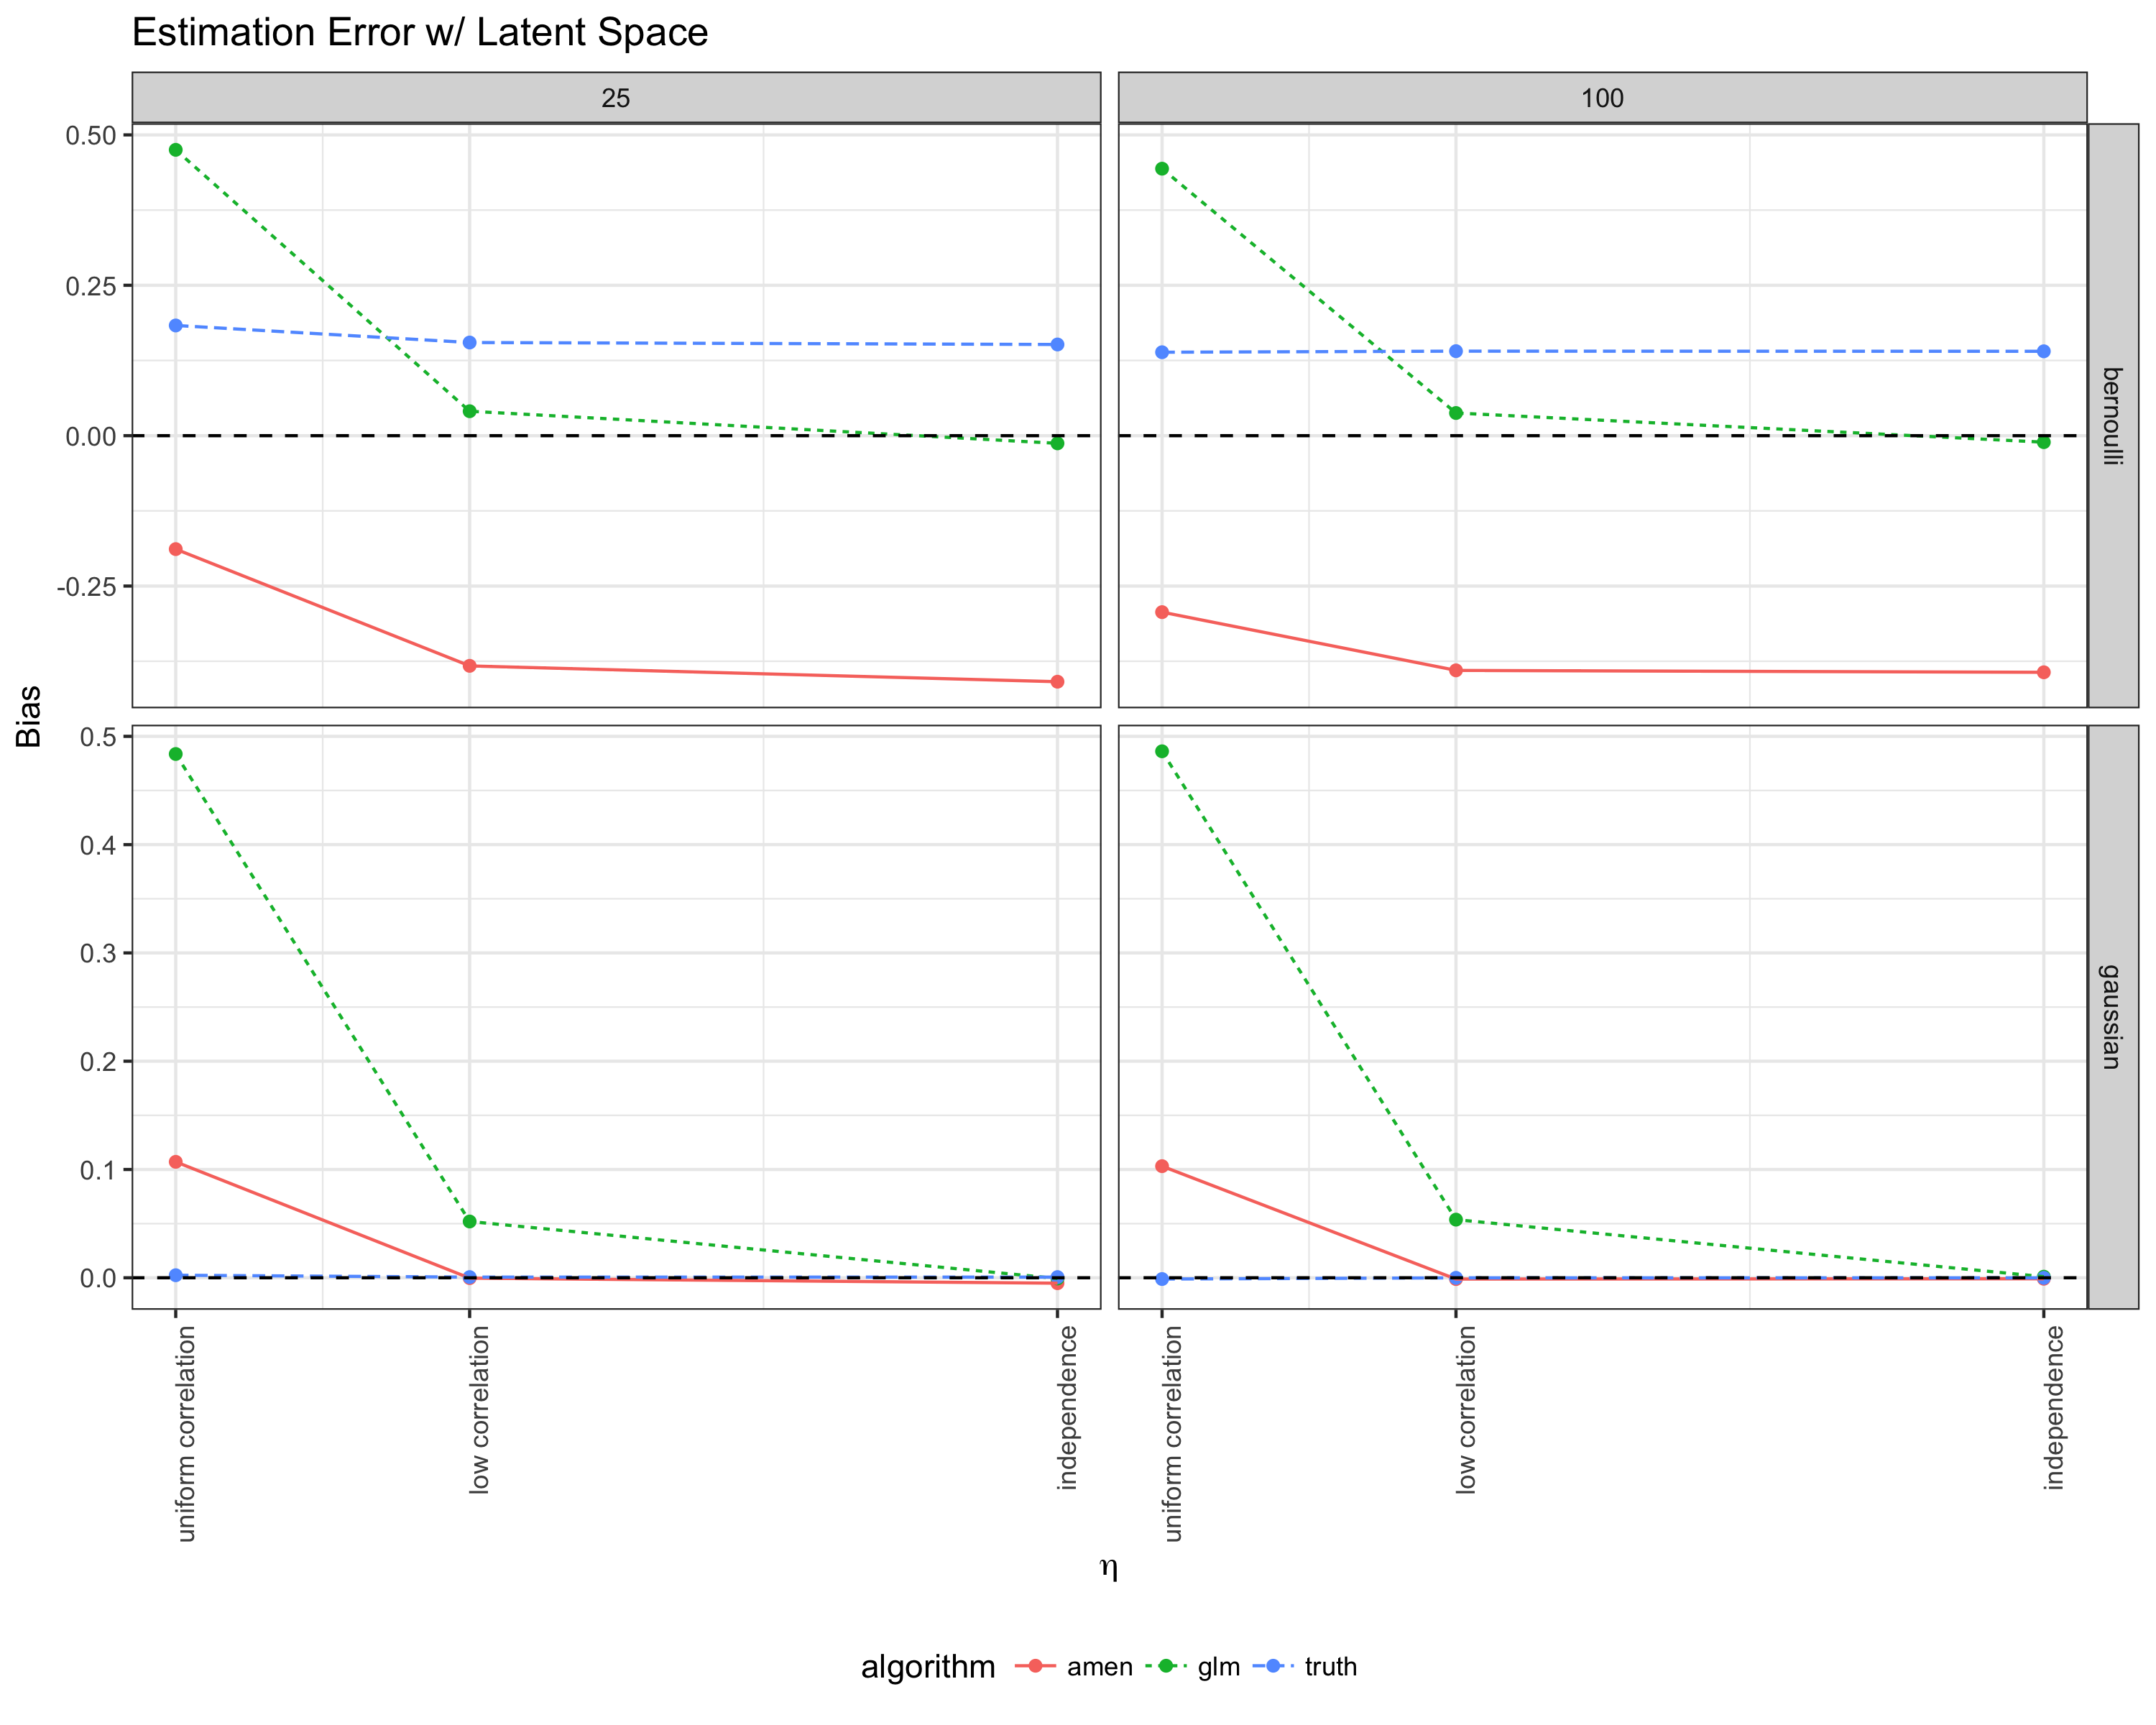 Estimation Error w/ Latent Space
25
100
0.50
0.25
0.00
-0.25
bernoulli
Bias
0.5
0.4
0.3
0.2
0.1
0.0
gaussian
uniform correlation
low correlation
independence
uniform correlation
low correlation
independence
η
algorithm amen glm truth